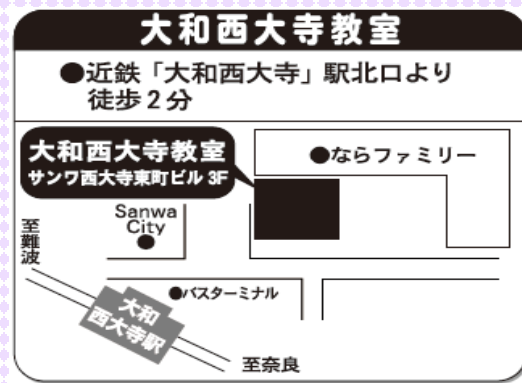 大和西大寺教室
●近鉄「大和西大寺」駅北口より
徒歩2分
大和西大寺教室
サンワ西大寺東町ビル 3F
●ならファミリー
Sanwa
City
至難波
●バスターミナル
大和
西大寺駅
至奈良